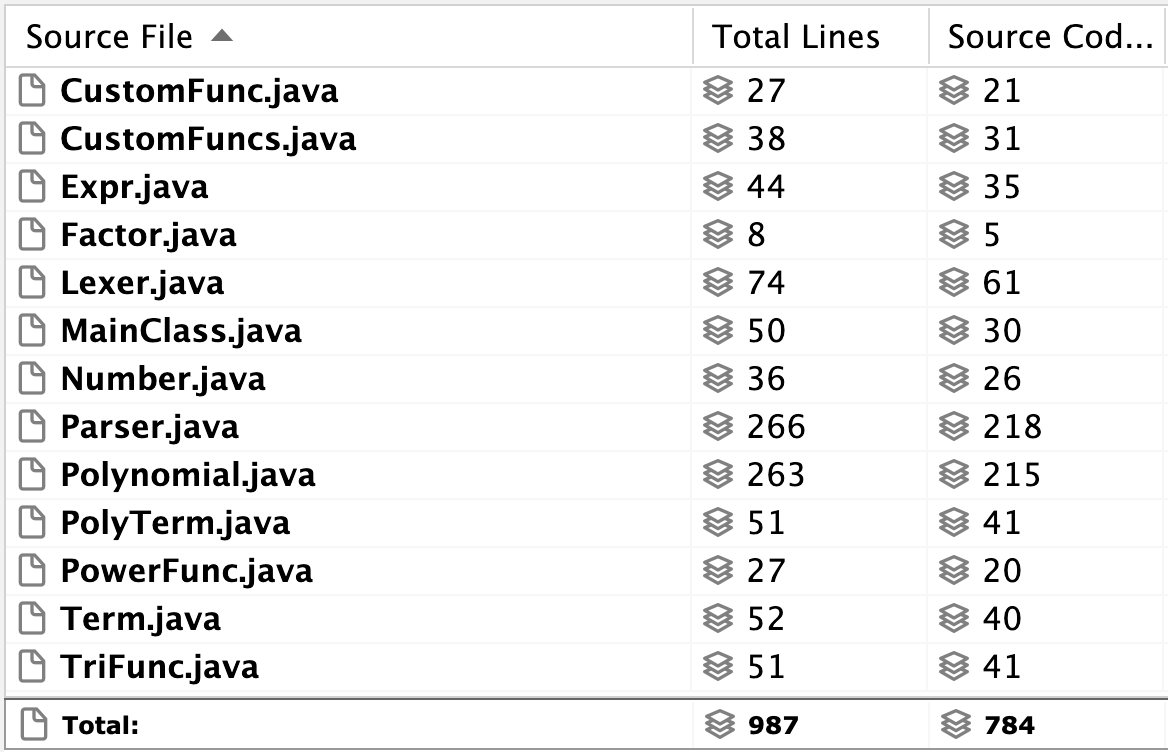 Source File Total Lines Source Cod...
CustomFunc.java 27 21
CustomFuncs.java 38 31
Expr.java 44 35
Factor.java 8 5
Lexer.java 74 61
MainClass.java 50 30
Number.java 36 26
Parser.java 266 218
Polynomial.java 263 215
PolyTerm.java 51 41
PowerFunc.java 27 20
Term.java 52 40
TriFunc.java 51 41
Total: 987 784